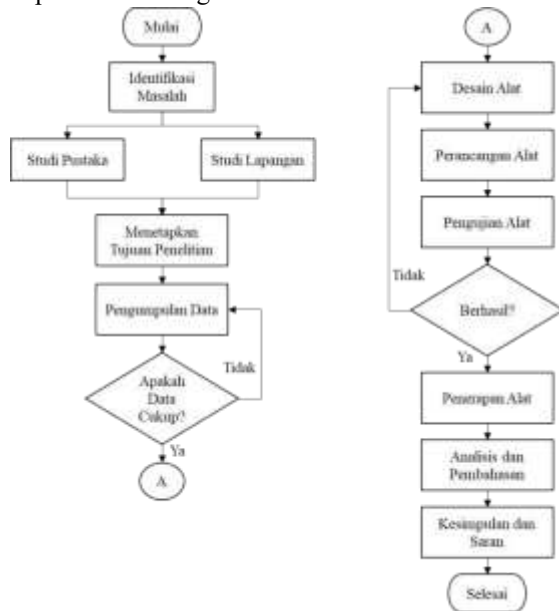 Mulai
Identifikasi
Masalah
Studi Pustaka
Studi Lapangan
Menetapkan
Tujuan Penelitian
Pengumpulan Data
Tidak
Apakah
Data
Cukup?
Ya
A
A
Desain Alat
Perancangan Alat
Pengujian Alat
Tidak
Berhasil?
Ya
Penerapan Alat
Analisis dan
Pembahasan
Kesimpulan dan
Saran
Selesai